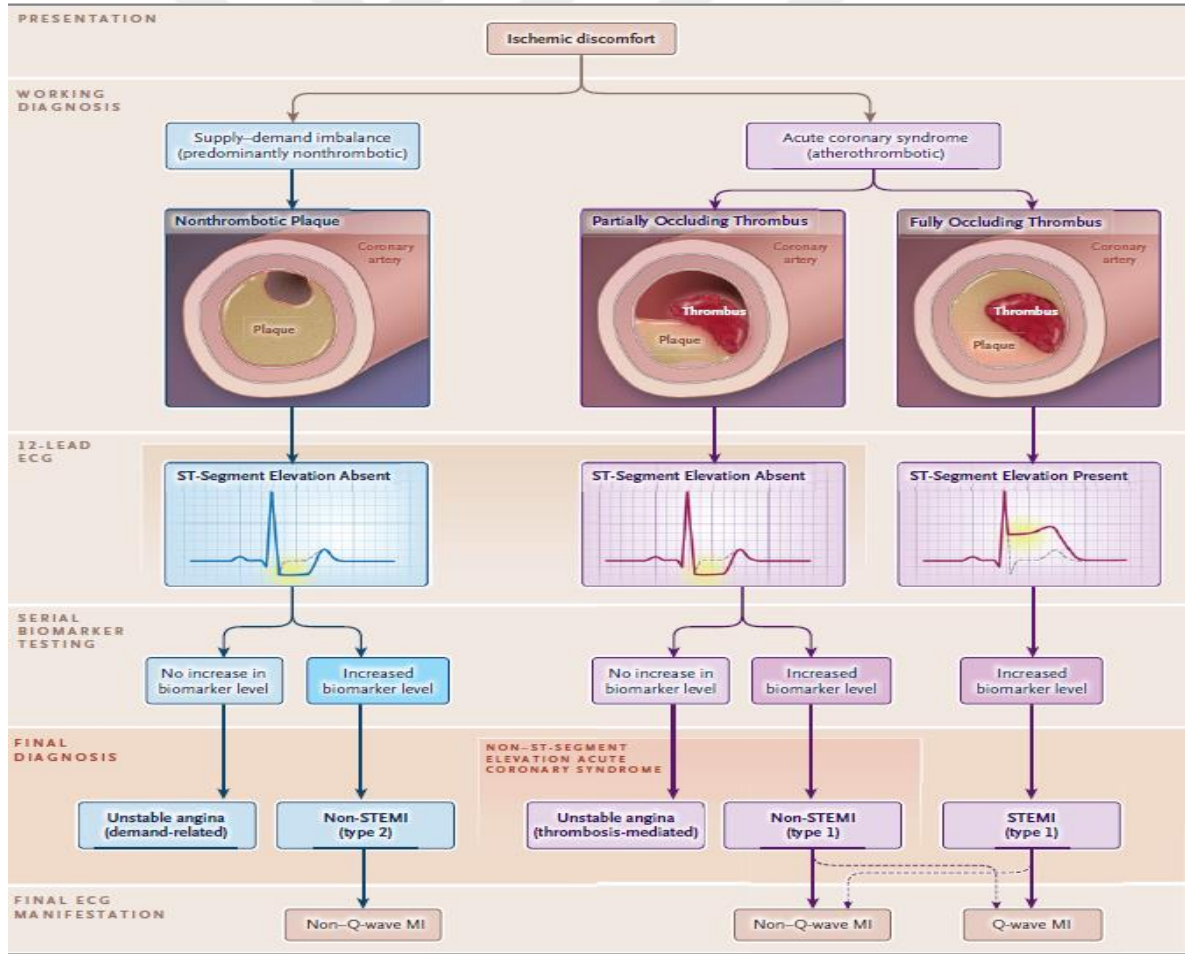 PRESENTATION
Ischemic discomfort
WORKING
DIAGNOSIS
Supply–demand imbalance
(predominantly nonthrombotic)
Acute coronary syndrome
(atherothrombotic)
Nonthrombotic Plaque
Coronary
artery
Plaque
Partially Occluding Thrombus
Coronary
artery
Thrombus
Plaque
Fully Occluding Thrombus
Coronary
artery
Thrombus
Plaque
12-LEAD
ECG
ST-Segment Elevation Absent
ST-Segment Elevation Absent
ST-Segment Elevation Present
SERIAL
BIOMARKER
TESTING
No increase in
biomarker level
Increased
biomarker level
No increase in
biomarker level
Increased
biomarker level
Increased
biomarker level
FINAL
DIAGNOSIS
NON–ST-SEGMENT
ELEVATION ACUTE
CORONARY SYNDROME
Unstable angina
(demand-related)
Non-STEMI
(type 2)
Unstable angina
(thrombosis-mediated)
Non-STEMI
(type 1)
STEMI
(type 1)
FINAL ECG
MANIFESTATION
Non–Q-wave MI
Non–Q-wave MI
Q-wave MI